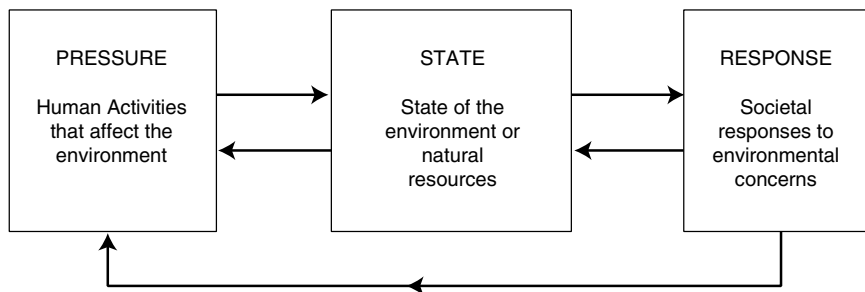 PRESSURE
Human Activities
that affect the
environment
STATE
State of the
environment or
natural
resources
RESPONSE
Societal
responses to
environmental
concerns